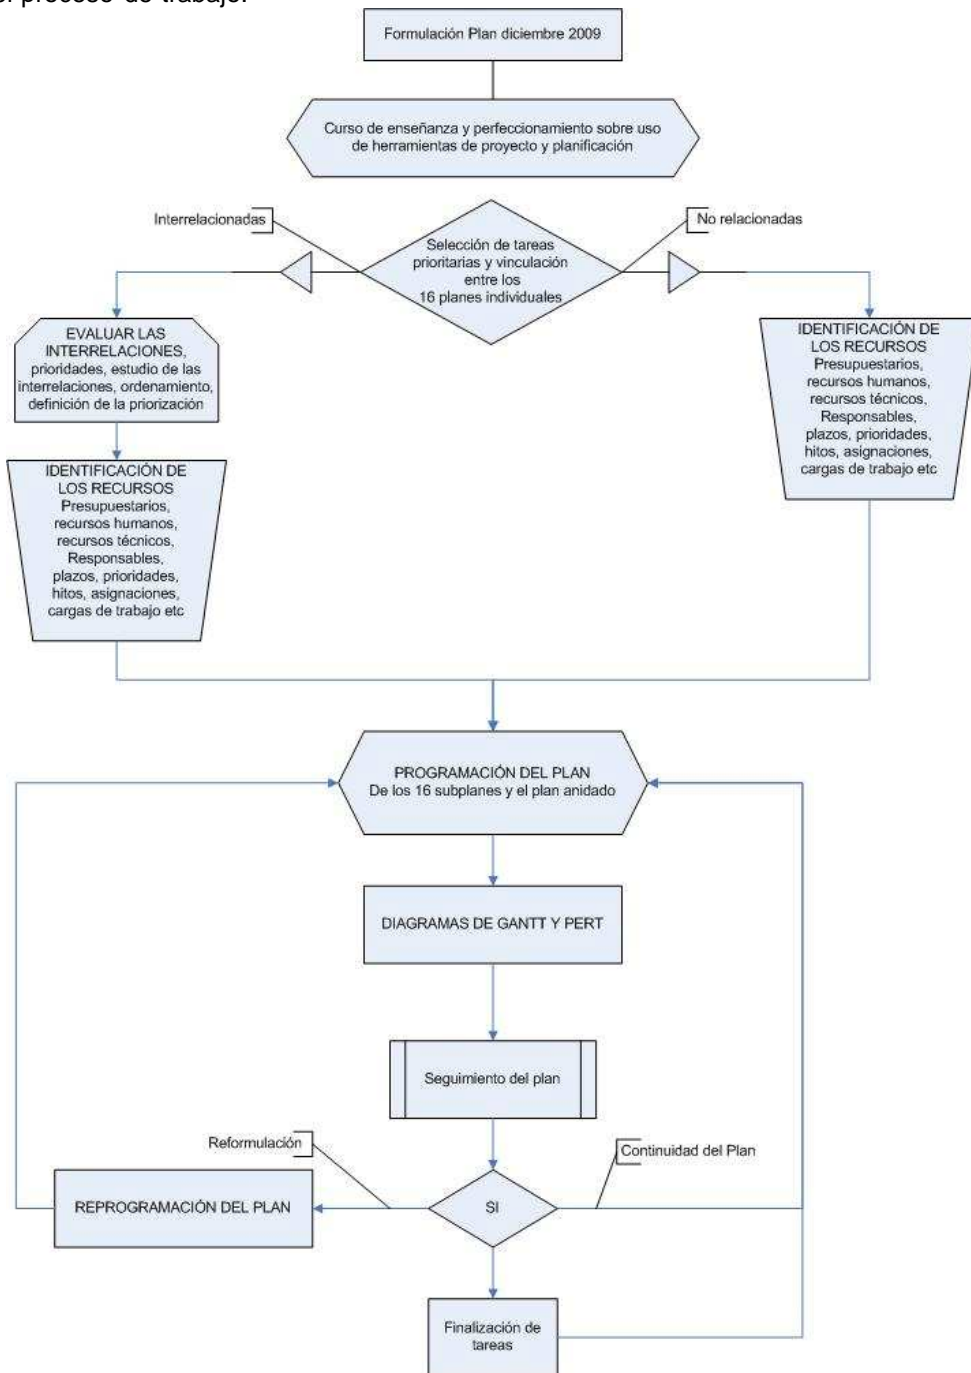 el proceso de trabajo.
Formulación Plan diciembre 2009
Curso de enseñanza y perfeccionamiento sobre uso
de herramientas de proyecto y planificación
Interrelacionadas
No relacionadas
Selección de tareas
prioritarias y vinculación
entre los
16 planes individuales
EVALUAR LAS
INTERRELACIONES,
prioridades, estudio de las
interrelaciones, ordenamiento,
definición de la priorización
IDENTIFICACIÓN DE
LOS RECURSOS
Presupuestarios,
recursos humanos,
recursos técnicos,
Responsables,
plazos, prioridades,
hitos, asignaciones,
cargas de trabajo etc
IDENTIFICACIÓN DE
LOS RECURSOS
Presupuestarios,
recursos humanos,
recursos técnicos,
Responsables,
plazos, prioridades,
hitos, asignaciones,
cargas de trabajo etc
PROGRAMACIÓN DEL PLAN
De los 16 subplanes y el plan anidado
DIAGRAMAS DE GANTT Y PERT
Seguimiento del plan
Reformulación
Continuidad del Plan
REPROGRAMACIÓN DEL PLAN
SI
Finalización de
tareas